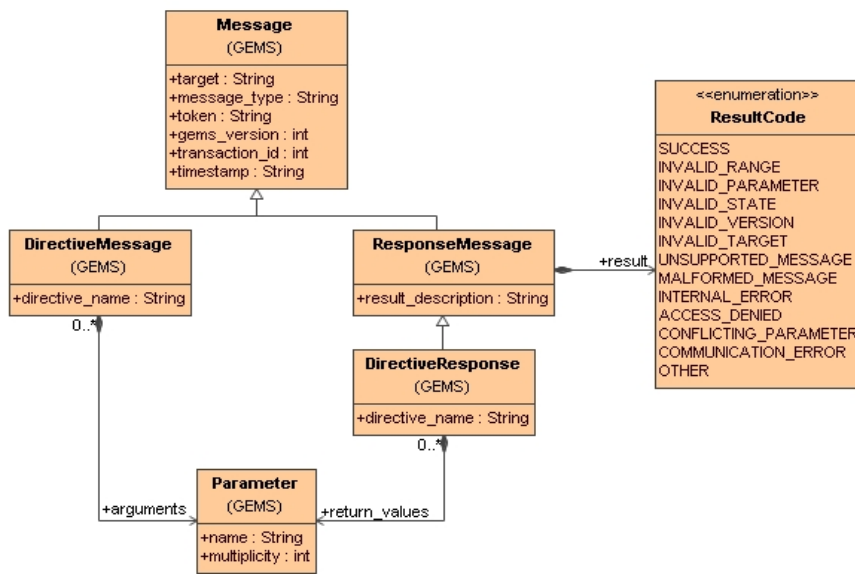 Message
(GEMS)
+target : String
+message_type : String
+token : String
+gems_version : int
+transaction_id : int
+timestamp : String
<<enumeration>>
ResultCode
SUCCESS
INVALID_RANGE
INVALID_PARAMETER
INVALID_STATE
INVALID_VERSION
INVALID_TARGET
UNSUPPORTED_MESSAGE
MALFORMED_MESSAGE
INTERNAL_ERROR
ACCESS_DENIED
CONFLICTING_PARAMETER
COMMUNICATION_ERROR
OTHER
DirectiveMessage
(GEMS)
+directive_name : String
0..*
ResponseMessage
(GEMS)
+result_description : String
+result
DirectiveResponse
(GEMS)
+directive_name : String
0..*
Parameter
(GEMS)
+name : String
+multiplicity : int
+arguments
+return_values